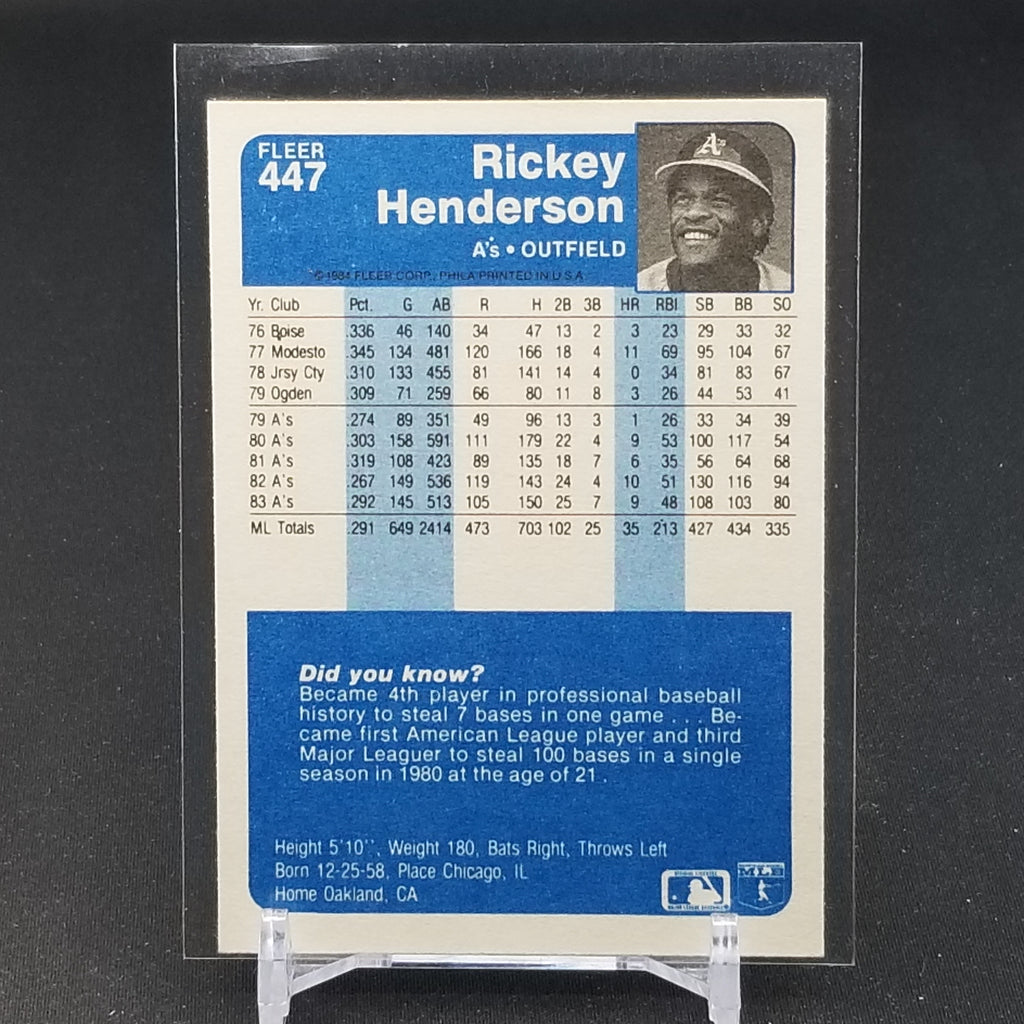 FLEER
447
Rickey
Henderson
A's • OUTFIELD
© 1984 FLEER CORP., PHILA PRINTED IN U.S.A.
A's
Yr. Club Pct. G AB R H 2B 3B HR RBI SB BB SO
76 Boise .336 46 140 34 47 13 2 3 23 29 33 32
77 Modesto .345 134 481 120 166 18 4 11 69 95 104 67
78 Jrsy Cty .310 133 455 81 141 14 4 0 34 81 83 67
79 Ogden .309 71 259 66 80 11 8 3 26 44 53 41
79 A's .274 89 351 49 96 13 3 1 26 33 34 39
80 A's .303 158 591 111 179 22 4 9 53 100 117 54
81 A's .319 108 423 89 135 18 7 6 35 56 64 68
82 A's .267 149 536 119 143 24 4 10 51 130 116 94
83 A's .292 145 513 105 150 25 7 9 48 108 103 80
ML Totals .291 649 2414 473 703 102 25 35 213 427 434 335
Did you know?
Became 4th player in professional baseball
history to steal 7 bases in one game . . . Be-
came first American League player and third
Major Leaguer to steal 100 bases in a single
season in 1980 at the age of 21 .
Height 5'10'', Weight 180, Bats Right, Throws Left
Born 12-25-58, Place Chicago, IL
Home Oakland, CA